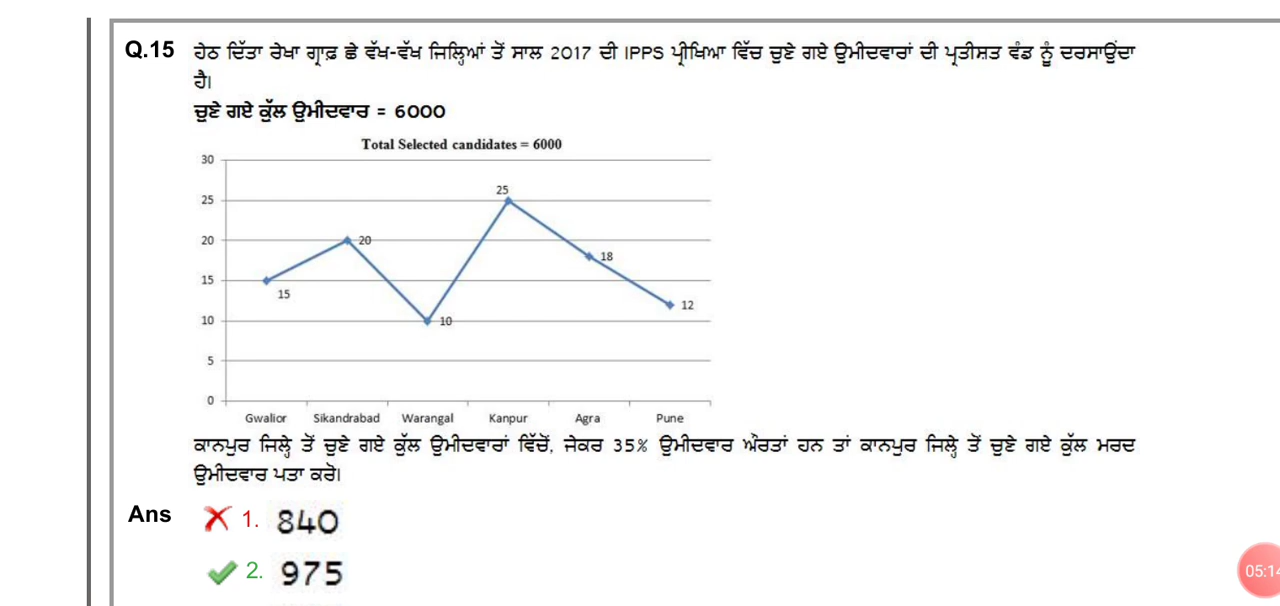 Q.15 ਹੇਠ ਦਿੱਤਾ ਰੇਖਾ ਗ੍ਰਾਫ਼ ਛੇ ਵੱਖ-ਵੱਖ ਜਿਲ੍ਹਿਆਂ ਤੋਂ ਸਾਲ 2017 ਦੀ IPPS ਪ੍ਰੀਖਿਆ ਵਿੱਚ ਚੁਣੇ ਗਏ ਉਮੀਦਵਾਰਾਂ ਦੀ ਪ੍ਰਤੀਸ਼ਤ ਵੰਡ ਨੂੰ ਦਰਸਾਉਂਦਾ
ਹੈ।
ਚੁਣੇ ਗਏ ਕੁੱਲ ਉਮੀਦਵਾਰ = 6000
Total Selected candidates = 6000
30
25
25
20
20
18
15
15
12
10
10
5
0
Gwalior Sikandrabad Warangal Kanpur Agra Pune
ਕਾਨਪੁਰ ਜਿਲ੍ਹੇ ਤੋਂ ਚੁਣੇ ਗਏ ਕੁੱਲ ਉਮੀਦਵਾਰਾਂ ਵਿੱਚੋਂ, ਜੇਕਰ 35% ਉਮੀਦਵਾਰ ਔਰਤਾਂ ਹਨ ਤਾਂ ਕਾਨਪੁਰ ਜਿਲ੍ਹੇ ਤੋਂ ਚੁਣੇ ਗਏ ਕੁੱਲ ਮਰਦ
ਉਮੀਦਵਾਰ ਪਤਾ ਕਰੋ।
Ans 1. 840
2. 975